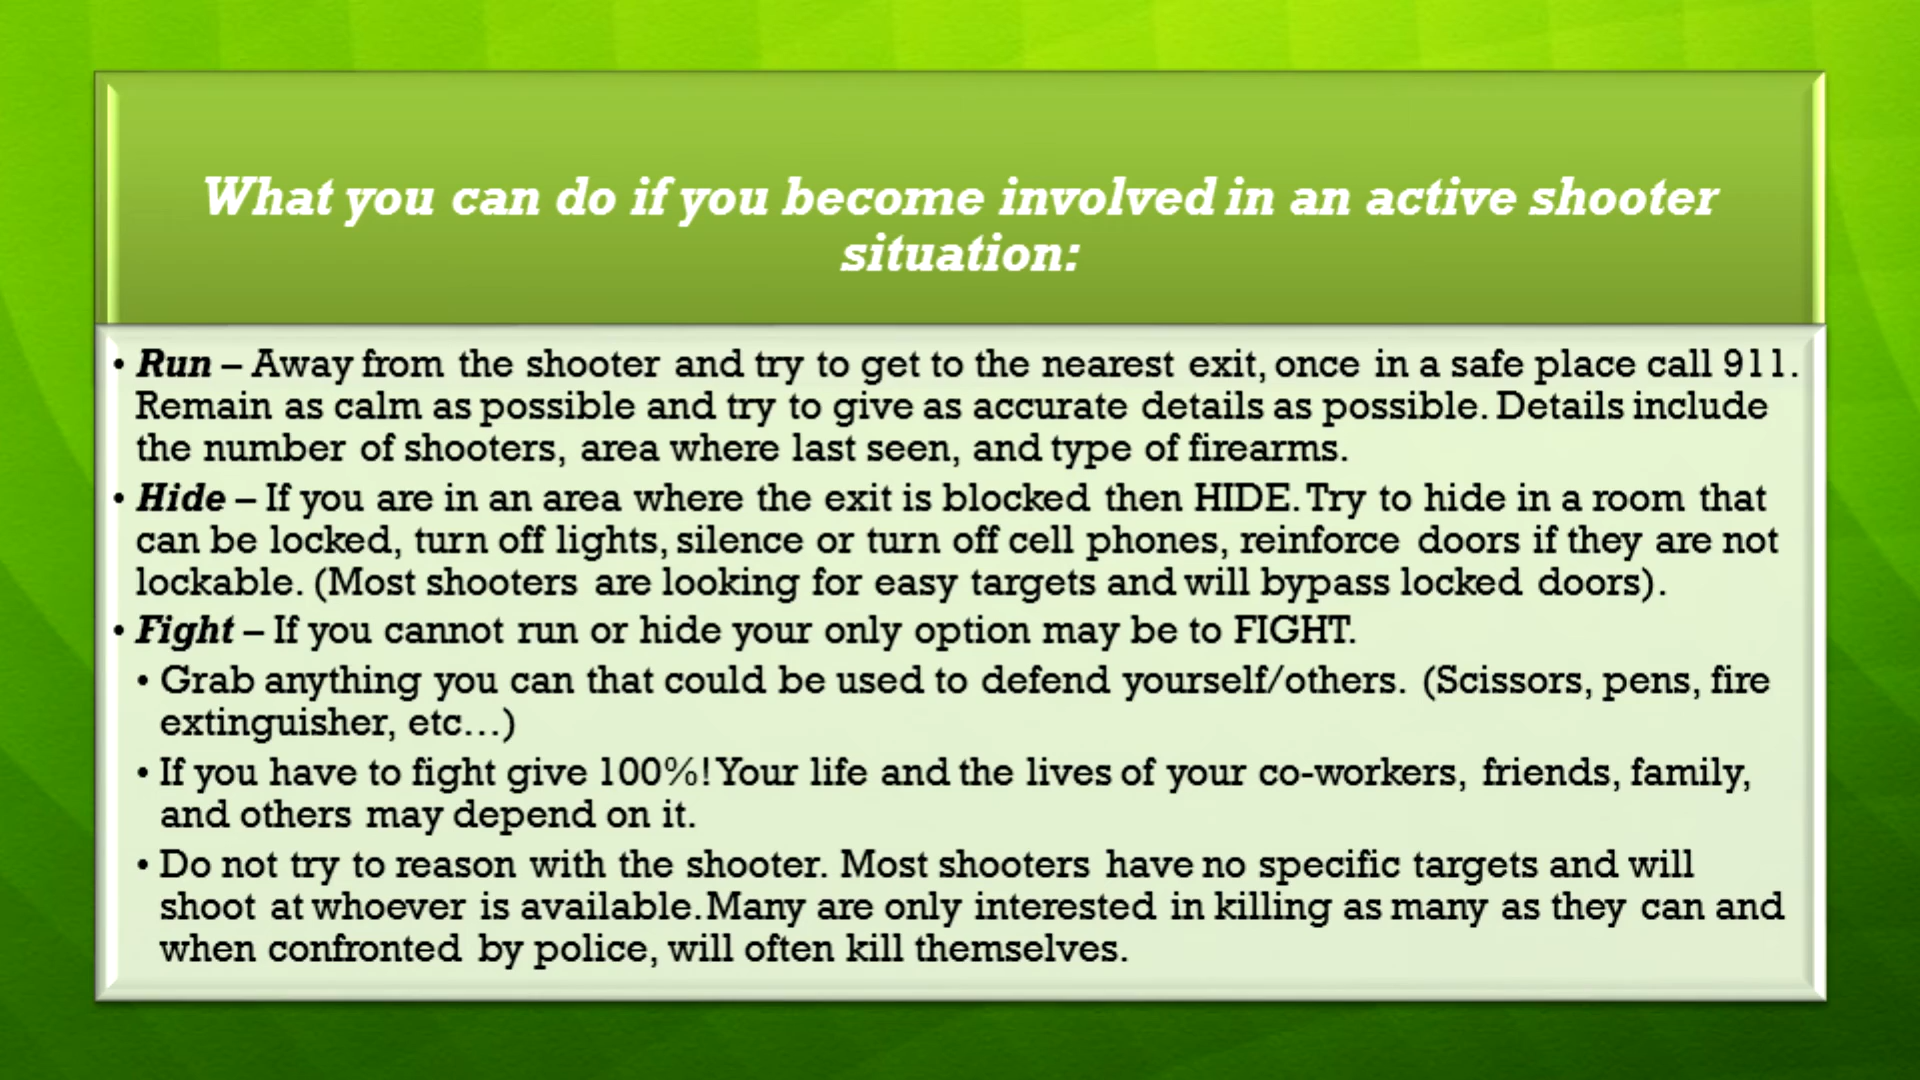 What you can do if you become involved in an active shooter
situation:
• Run – Away from the shooter and try to get to the nearest exit, once in a safe place call 911.
Remain as calm as possible and try to give as accurate details as possible. Details include
the number of shooters, area where last seen, and type of firearms.
• Hide – If you are in an area where the exit is blocked then HIDE. Try to hide in a room that
can be locked, turn off lights, silence or turn off cell phones, reinforce doors if they are not
lockable. (Most shooters are looking for easy targets and will bypass locked doors).
• Fight – If you cannot run or hide your only option may be to FIGHT.
• Grab anything you can that could be used to defend yourself/others. (Scissors, pens, fire
extinguisher, etc...)
• If you have to fight give 100%! Your life and the lives of your co-workers, friends, family,
and others may depend on it.
• Do not try to reason with the shooter. Most shooters have no specific targets and will
shoot at whoever is available. Many are only interested in killing as many as they can and
when confronted by police, will often kill themselves.